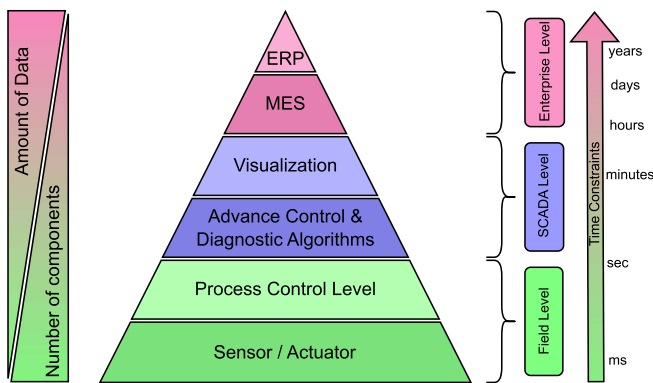 Amount of Data
Number of components
ERP
MES
Visualization
Advance Control &
Diagnostic Algorithms
Process Control Level
Sensor / Actuator
Enterprise Level
SCADA Level
Field Level
Time Constraints
years
days
hours
minutes
sec
ms